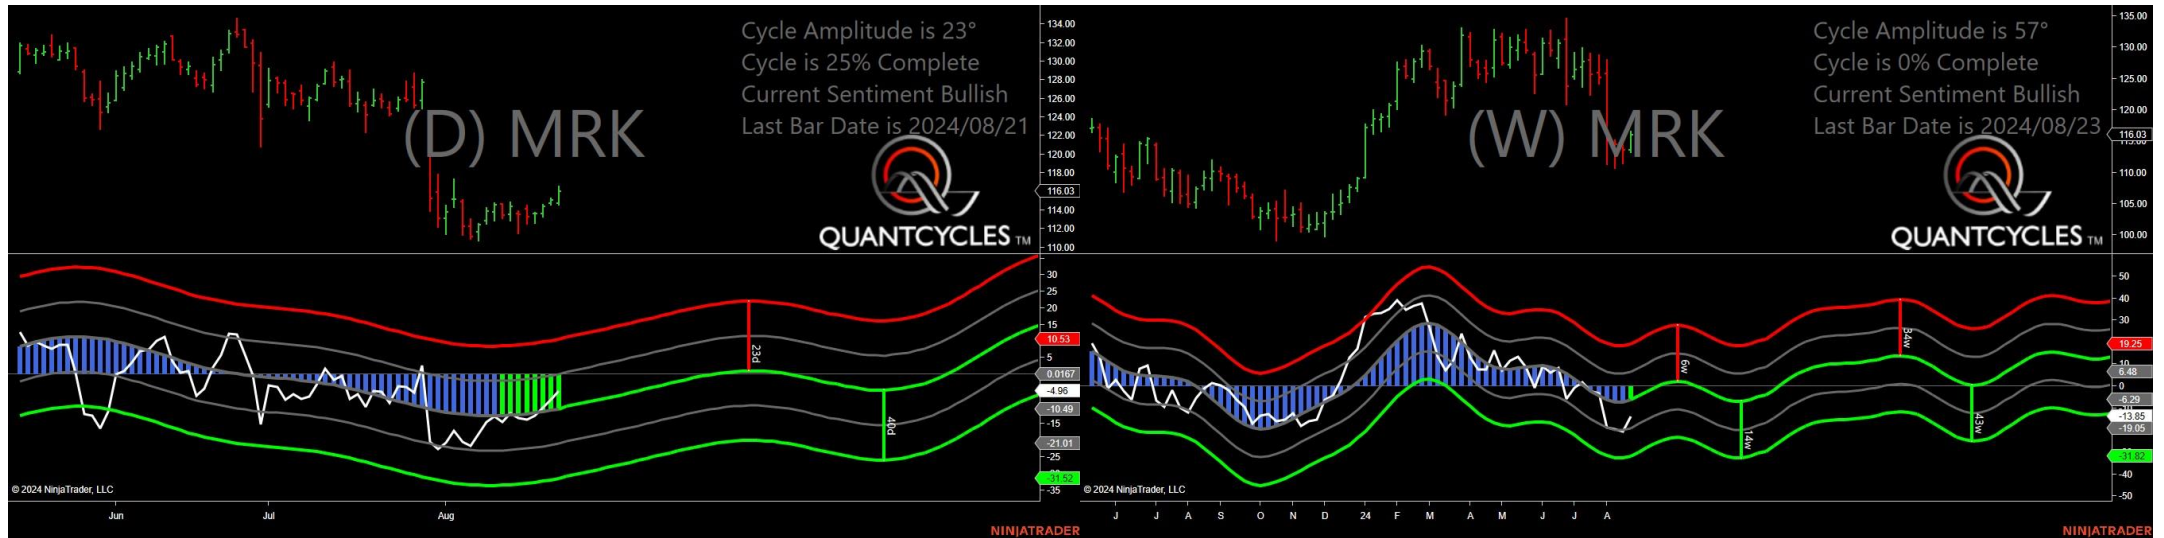 Cycle Amplitude is 23°
Cycle is 25% Complete
Current Sentiment Bullish
Last Bar Date is 2024/08/21
(D) MRK
QUANTCYCLES TM
134.00
132.00
130.00
128.00
126.00
124.00
122.00
120.00
118.00
116.03
114.00
112.00
110.00
23d
40d
30
25
20
15
10.53
5
0.0167
-4.96
-10.49
-15
-21.01
-25
-31.52
-35
© 2024 NinjaTrader, LLC
Jun
Jul
Aug
NINJATRADER
Cycle Amplitude is 57°
Cycle is 0% Complete
Current Sentiment Bullish
Last Bar Date is 2024/08/23
(W) MRK
QUANTCYCLES TM
135.00
130.00
125.00
120.00
116.03
110.00
105.00
100.00
6w
14w
34w
43w
50
40
30
19.25
10
6.48
0
-6.29
-13.85
-19.05
-31.82
-40
-50
© 2024 NinjaTrader, LLC
J
J
A
S
O
N
D
24
F
M
A
M
J
J
A
NINJATRADER